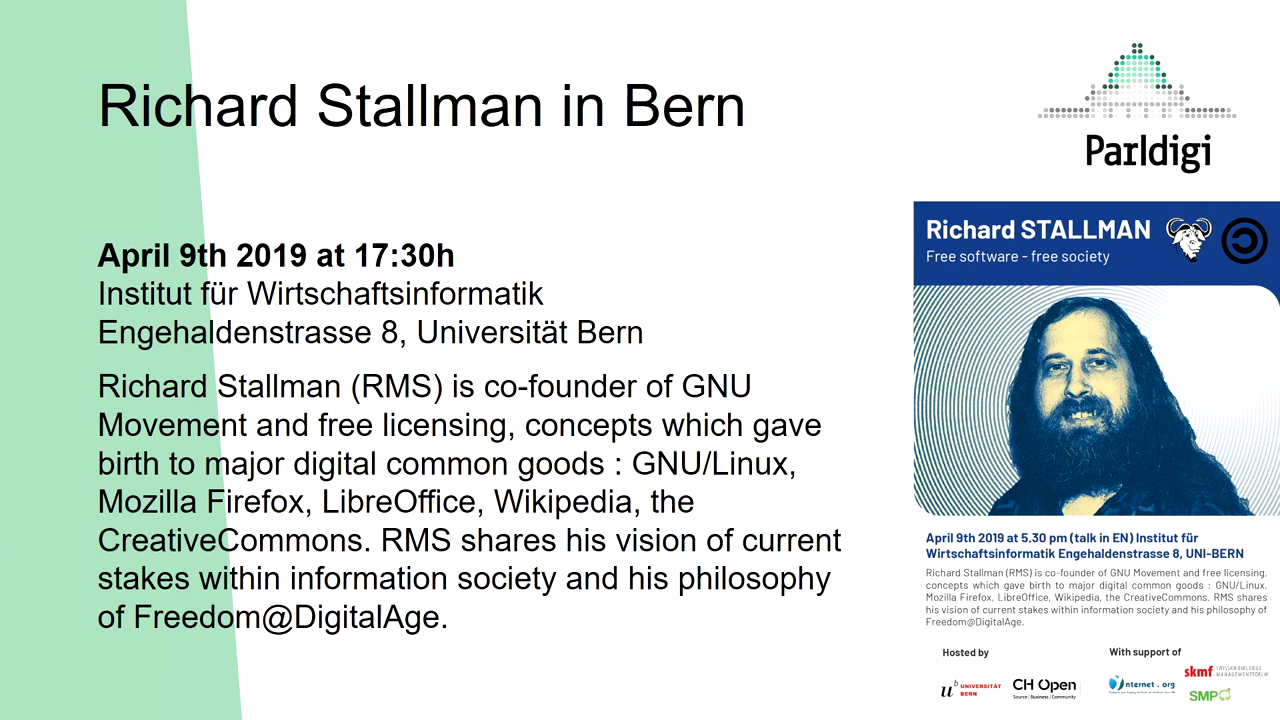 Richard Stallman in Bern
Parldigi
April 9th 2019 at 17:30h
Institut für Wirtschaftsinformatik
Engehaldenstrasse 8, Universität Bern
Richard Stallman (RMS) is co-founder of GNU
Movement and free licensing, concepts which gave
birth to major digital common goods : GNU/Linux,
Mozilla Firefox, LibreOffice, Wikipedia, the
CreativeCommons. RMS shares his vision of current
stakes within information society and his philosophy
of Freedom@DigitalAge.
Richard STALLMAN
Free software - free society
April 9th 2019 at 5.30 pm (talk in EN) Institut für
Wirtschaftsinformatik Engehaldenstrasse 8, UNI-BERN
Richard Stallman (RMS) is co-founder of GNU Movement and free licensing,
concepts which gave birth to major digital common goods : GNU/Linux,
Mozilla Firefox, LibreOffice, Wikipedia, the CreativeCommons. RMS shares
his vision of current stakes within information society and his philosophy of
Freedom@DigitalAge.
Hosted by
With support of
u b UNIVERSITÄT
BERN
CH Open
Source | Business | Community
nternet . org
skmf SWISS KNOWLEDGE
MANAGEMENT FORUM
SMP